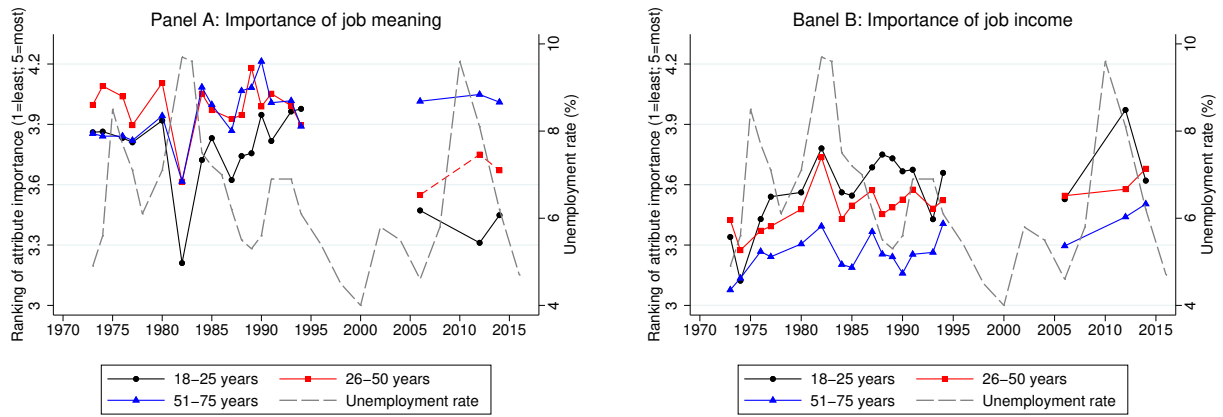 Panel A: Importance of job meaning
Ranking of attribute importance (1=least; 5=most)
3 3.3 3.6 3.9 4.2
4 6 8 10
Unemployment rate (%)
1970 1975 1980 1985 1990 1995 2000 2005 2010 2015
18−25 years 26−50 years
51−75 years Unemployment rate
Banel B: Importance of job income
Ranking of attribute importance (1=least; 5=most)
3 3.3 3.6 3.9 4.2
4 6 8 10
Unemployment rate (%)
1970 1975 1980 1985 1990 1995 2000 2005 2010 2015
18−25 years 26−50 years
51−75 years Unemployment rate